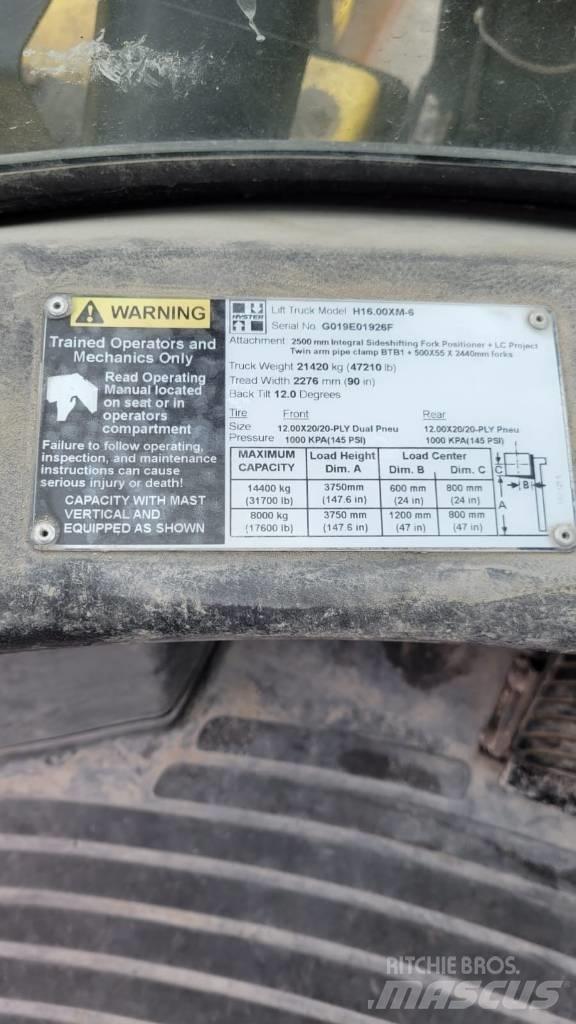 WARNING
Trained Operators and
Mechanics Only
Read Operating
Manual located
on seat or in
operators
compartment
Failure to follow operating,
inspection, and maintenance
instructions can cause
serious injury or death!
CAPACITY WITH MAST
VERTICAL AND
EQUIPPED AS SHOWN
HYSTER
Lift Truck Model H16.00XM-6
Serial No G019E01926F
Attachment 2500 mm Integral Sideshifting Fork Positioner + LC Project
Twin arm pipe clamp BTB1 + 500X55 X 2440mm forks
Truck Weight 21420 kg (47210 lb)
Tread Width 2276 mm (90 in)
Back Tilt 12.0 Degrees
Tire Front Rear
Size 12.00X20/20-PLY Dual Pneu 12.00X20/20-PLY Pneu
Pressure 1000 KPA(145 PSI) 1000 KPA(145 PSI)
MAXIMUM CAPACITY Load Height Dim. A Load Center Dim. B Dim. C
14400 kg (31700 lb) 3750mm (147.6 in) 600 mm (24 in) 800 mm (24 in)
8000 kg (17600 lb) 3750 mm (147.6 in) 1200 mm (47 in) 800 mm (47 in)
C
B
A
RITCHIE BROS.
MASCUS